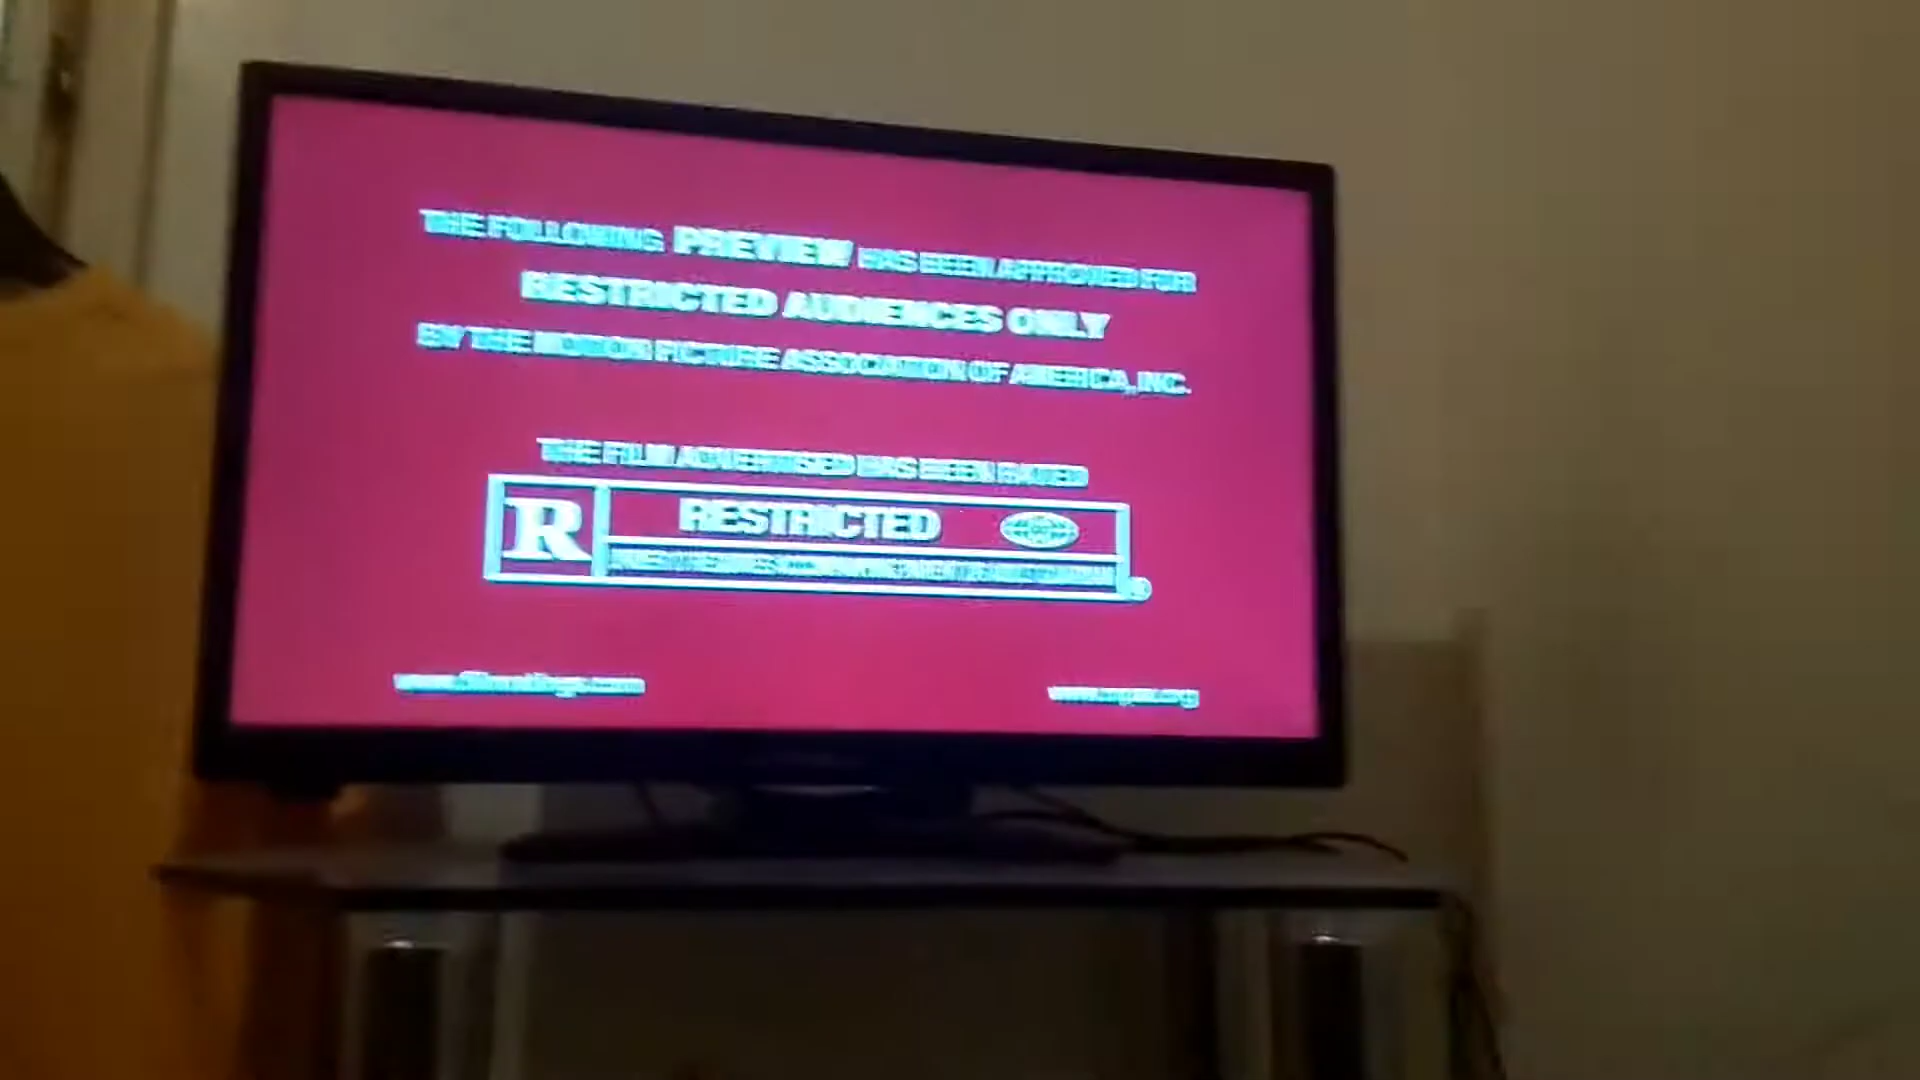 THE FOLLOWING PREVIEW HAS BEEN APPROVED FOR
RESTRICTED AUDIENCES ONLY
BY THE MOTION PICTURE ASSOCIATION OF AMERICA, INC.
THE FILM ADVERTISED HAS BEEN RATED
R RESTRICTED